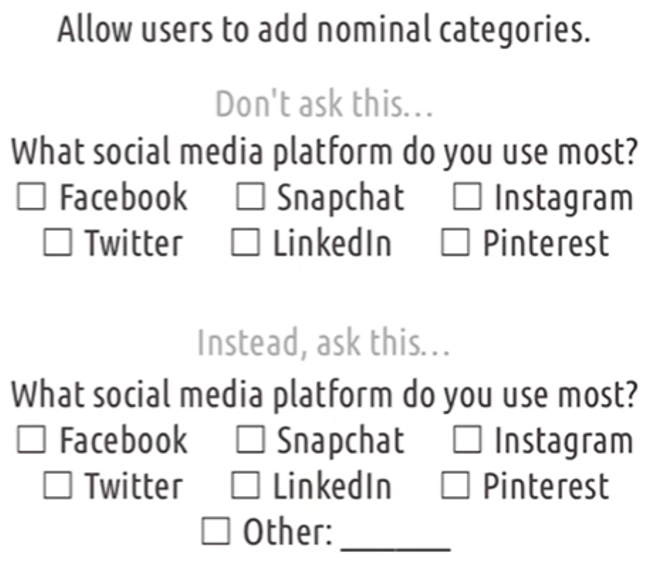 Allow users to add nominal categories.
Don't ask this...
What social media platform do you use most?
☐ Facebook ☐ Snapchat ☐ Instagram
☐ Twitter ☐ LinkedIn ☐ Pinterest
Instead, ask this...
What social media platform do you use most?
☐ Facebook ☐ Snapchat ☐ Instagram
☐ Twitter ☐ LinkedIn ☐ Pinterest
☐ Other: ______